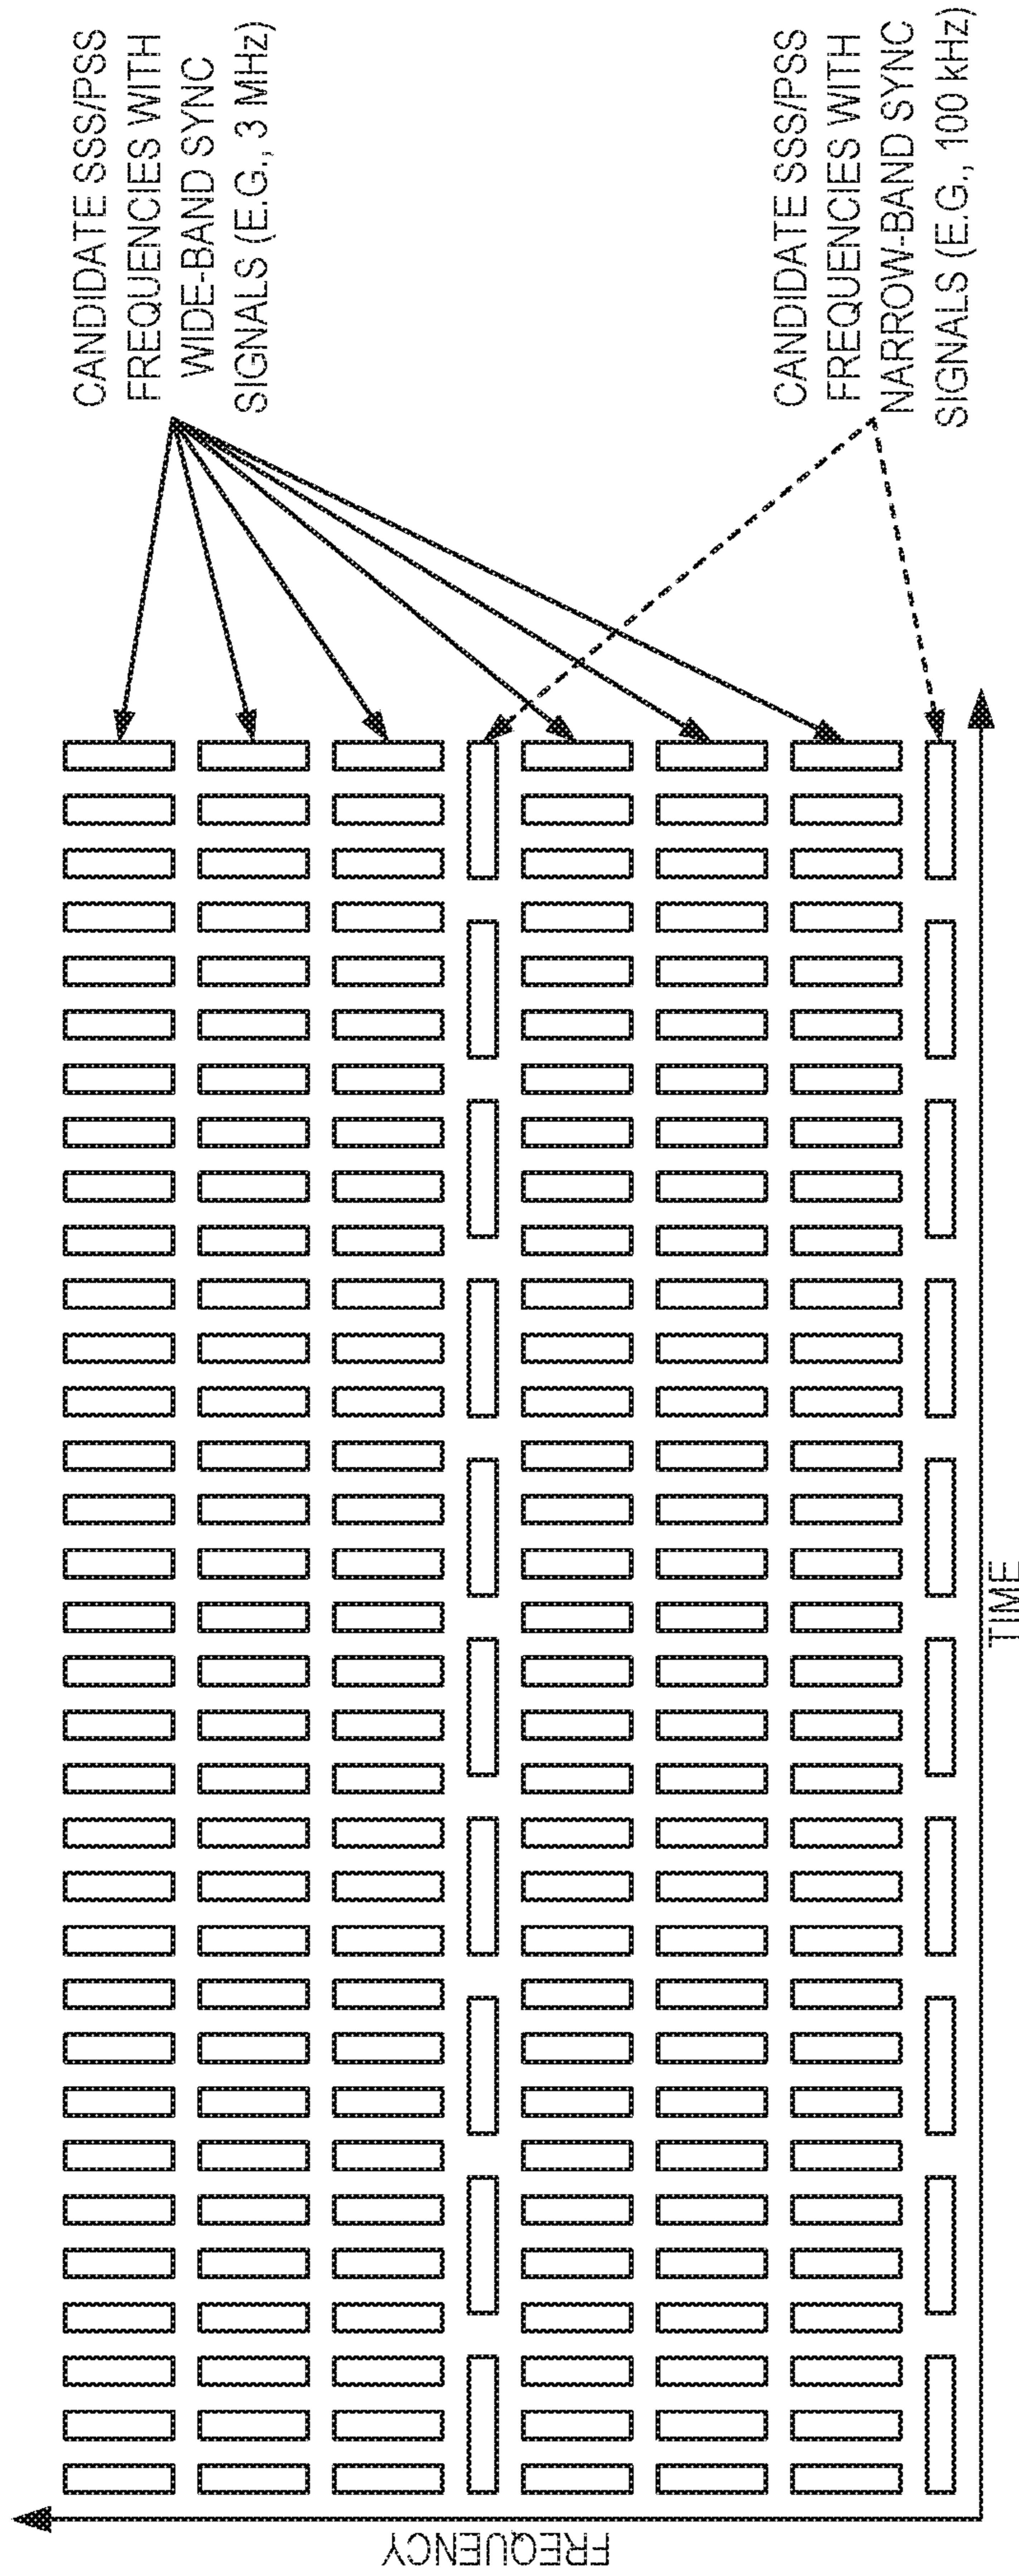 CANDIDATE SSS/PSS
FREQUENCIES WITH
WIDE-BAND SYNC
SIGNALS (E.G., 3 MHz)
CANDIDATE SSS/PSS
FREQUENCIES WITH
NARROW-BAND SYNC
SIGNALS (E.G., 100 kHz)
FREQUENCY
TIME